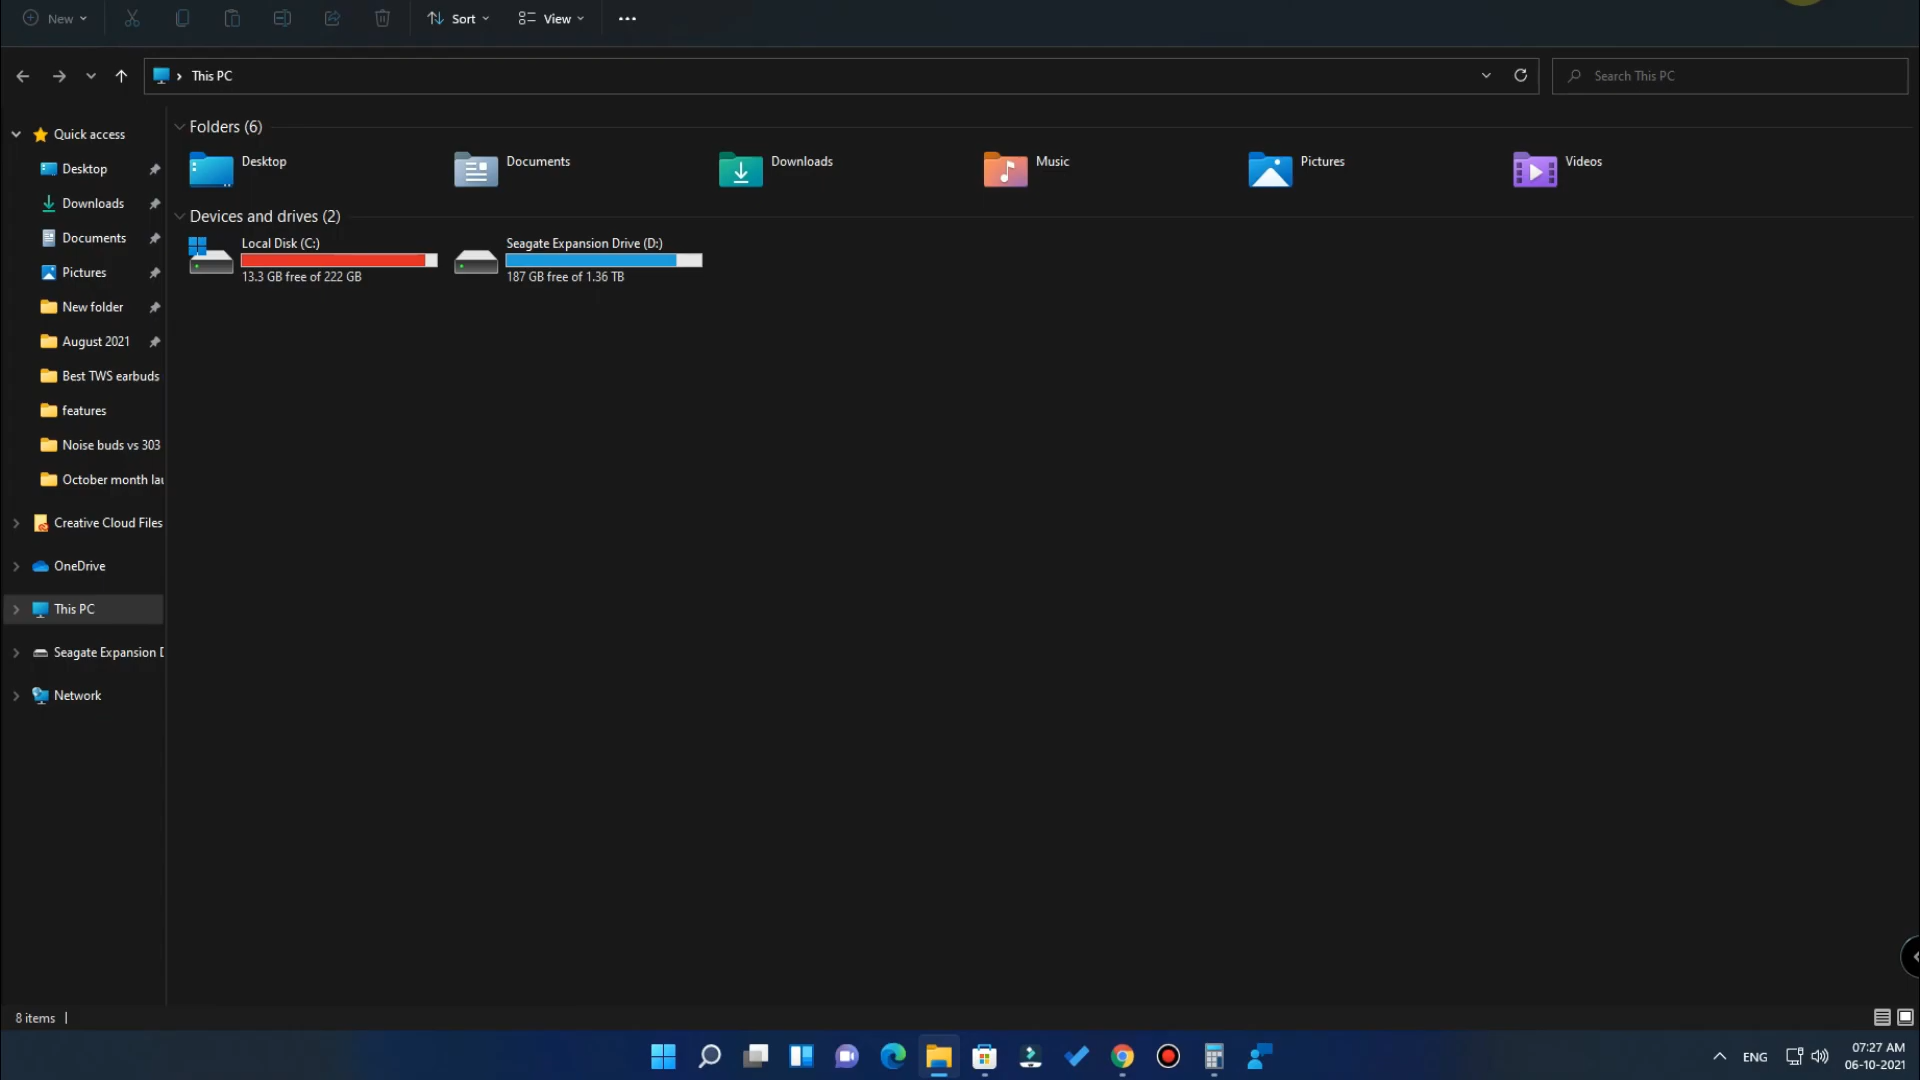 New
Sort
View
This PC
Search This PC
Quick access
Desktop
Downloads
Documents
Pictures
New folder
August 2021
Best TWS earbuds
features
Noise buds vs 303
October month lau
Creative Cloud Files
OneDrive
This PC
Seagate Expansion D
Network
Folders (6)
Desktop
Documents
Downloads
Music
Pictures
Videos
Devices and drives (2)
Local Disk (C:)
13.3 GB free of 222 GB
Seagate Expansion Drive (D:)
187 GB free of 1.36 TB
8 items
ENG
07:27 AM
06-10-2021